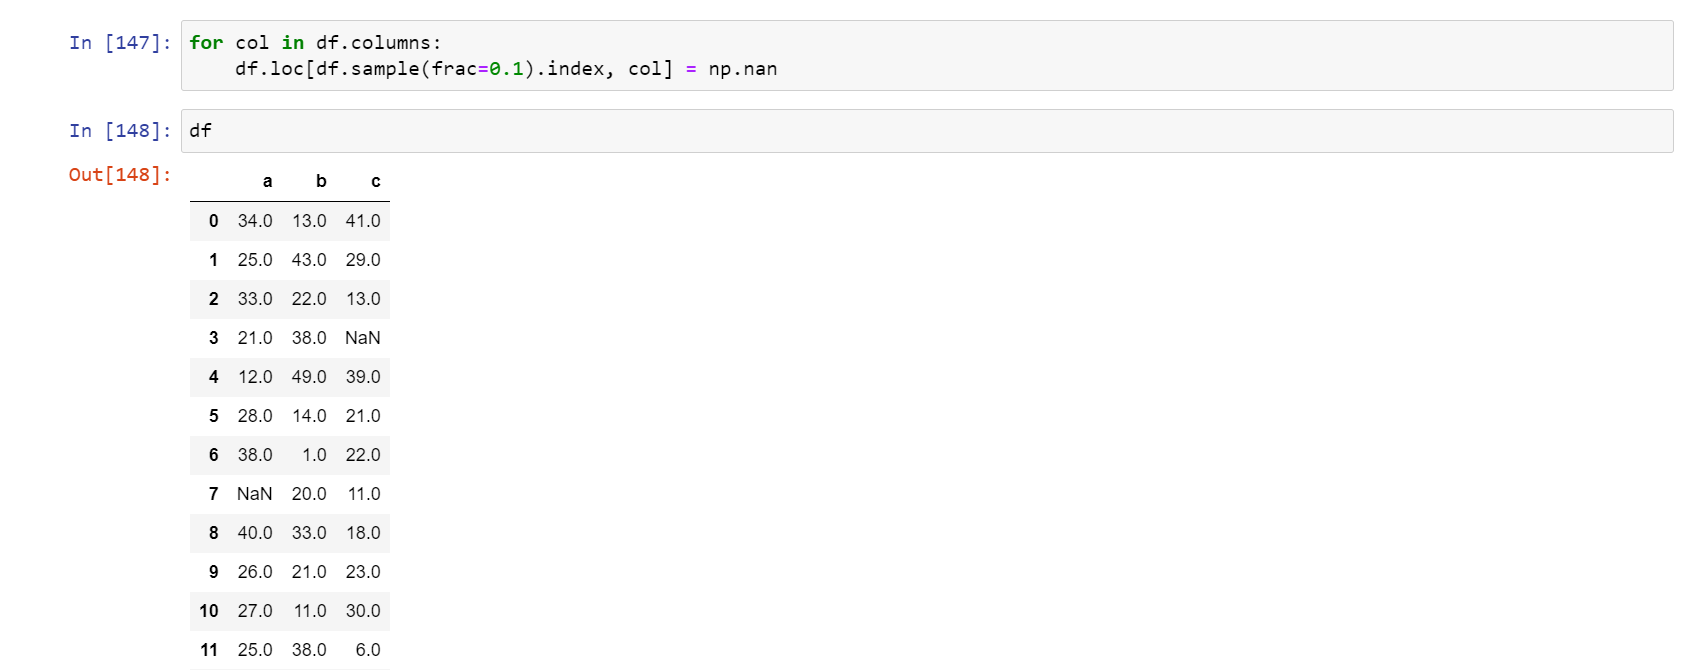 In [147]: for col in df.columns:
    df.loc[df.sample(frac=0.1).index, col] = np.nan
In [148]: df
Out[148]:
a b c
0 34.0 13.0 41.0
1 25.0 43.0 29.0
2 33.0 22.0 13.0
3 21.0 38.0 NaN
4 12.0 49.0 39.0
5 28.0 14.0 21.0
6 38.0 1.0 22.0
7 NaN 20.0 11.0
8 40.0 33.0 18.0
9 26.0 21.0 23.0
10 27.0 11.0 30.0
11 25.0 38.0 6.0